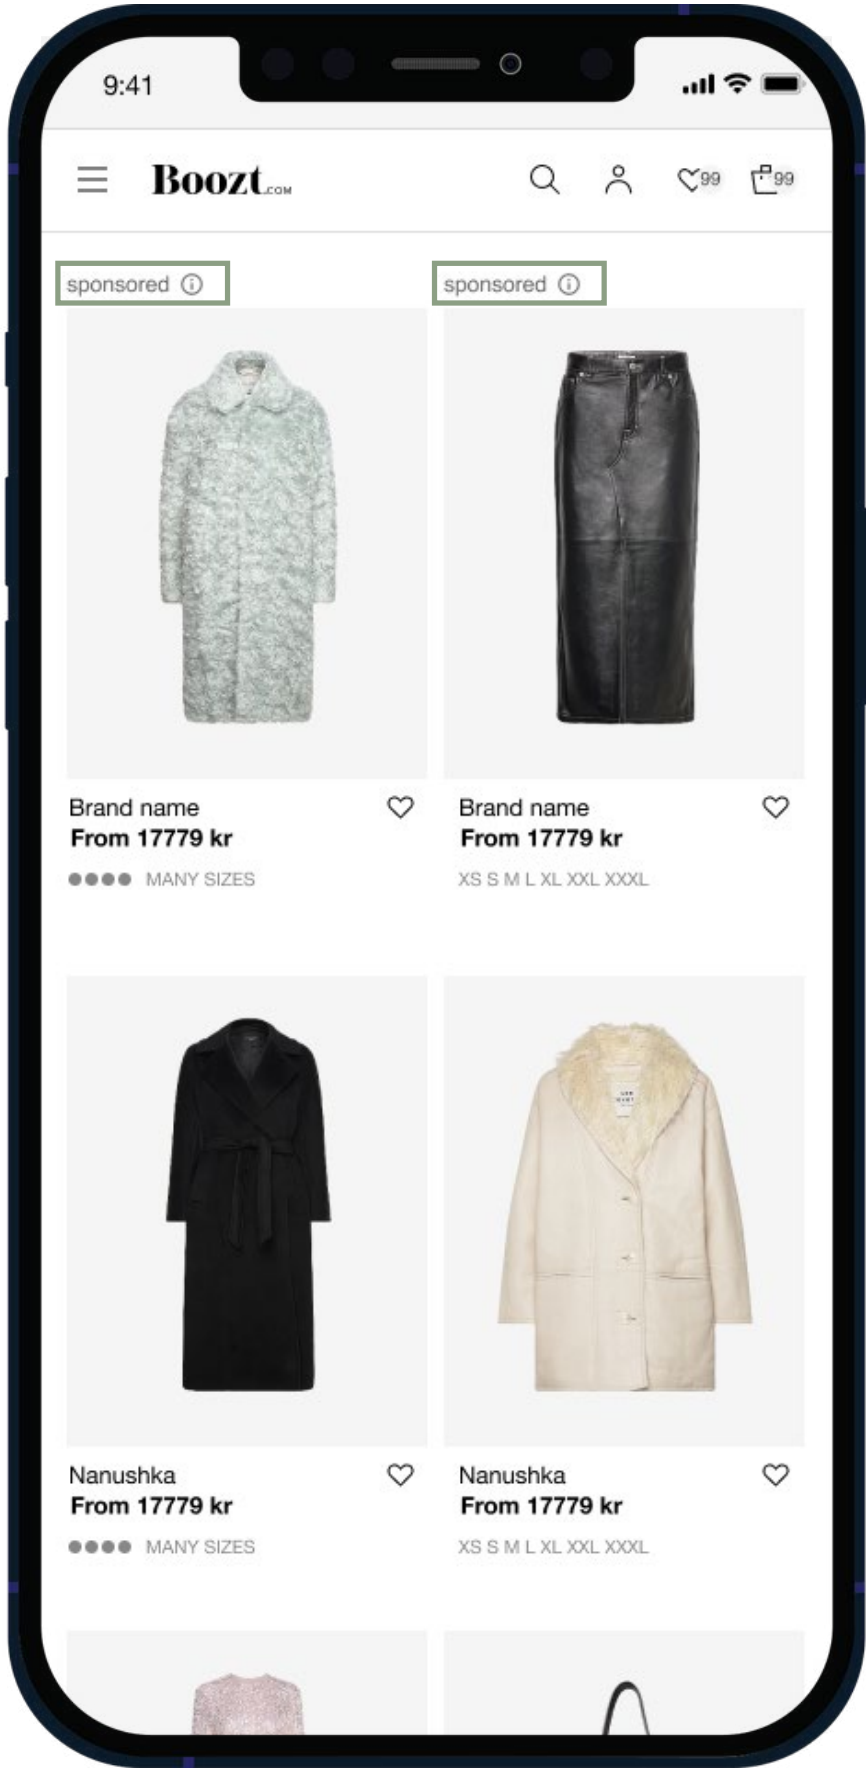 9:41
Boozt.COM
99
99
sponsored
sponsored
Brand name
From 17779 kr
MANY SIZES
Brand name
From 17779 kr
XS S M L XL XXL XXXL
Nanushka
From 17779 kr
MANY SIZES
Nanushka
From 17779 kr
XS S M L XL XXL XXXL